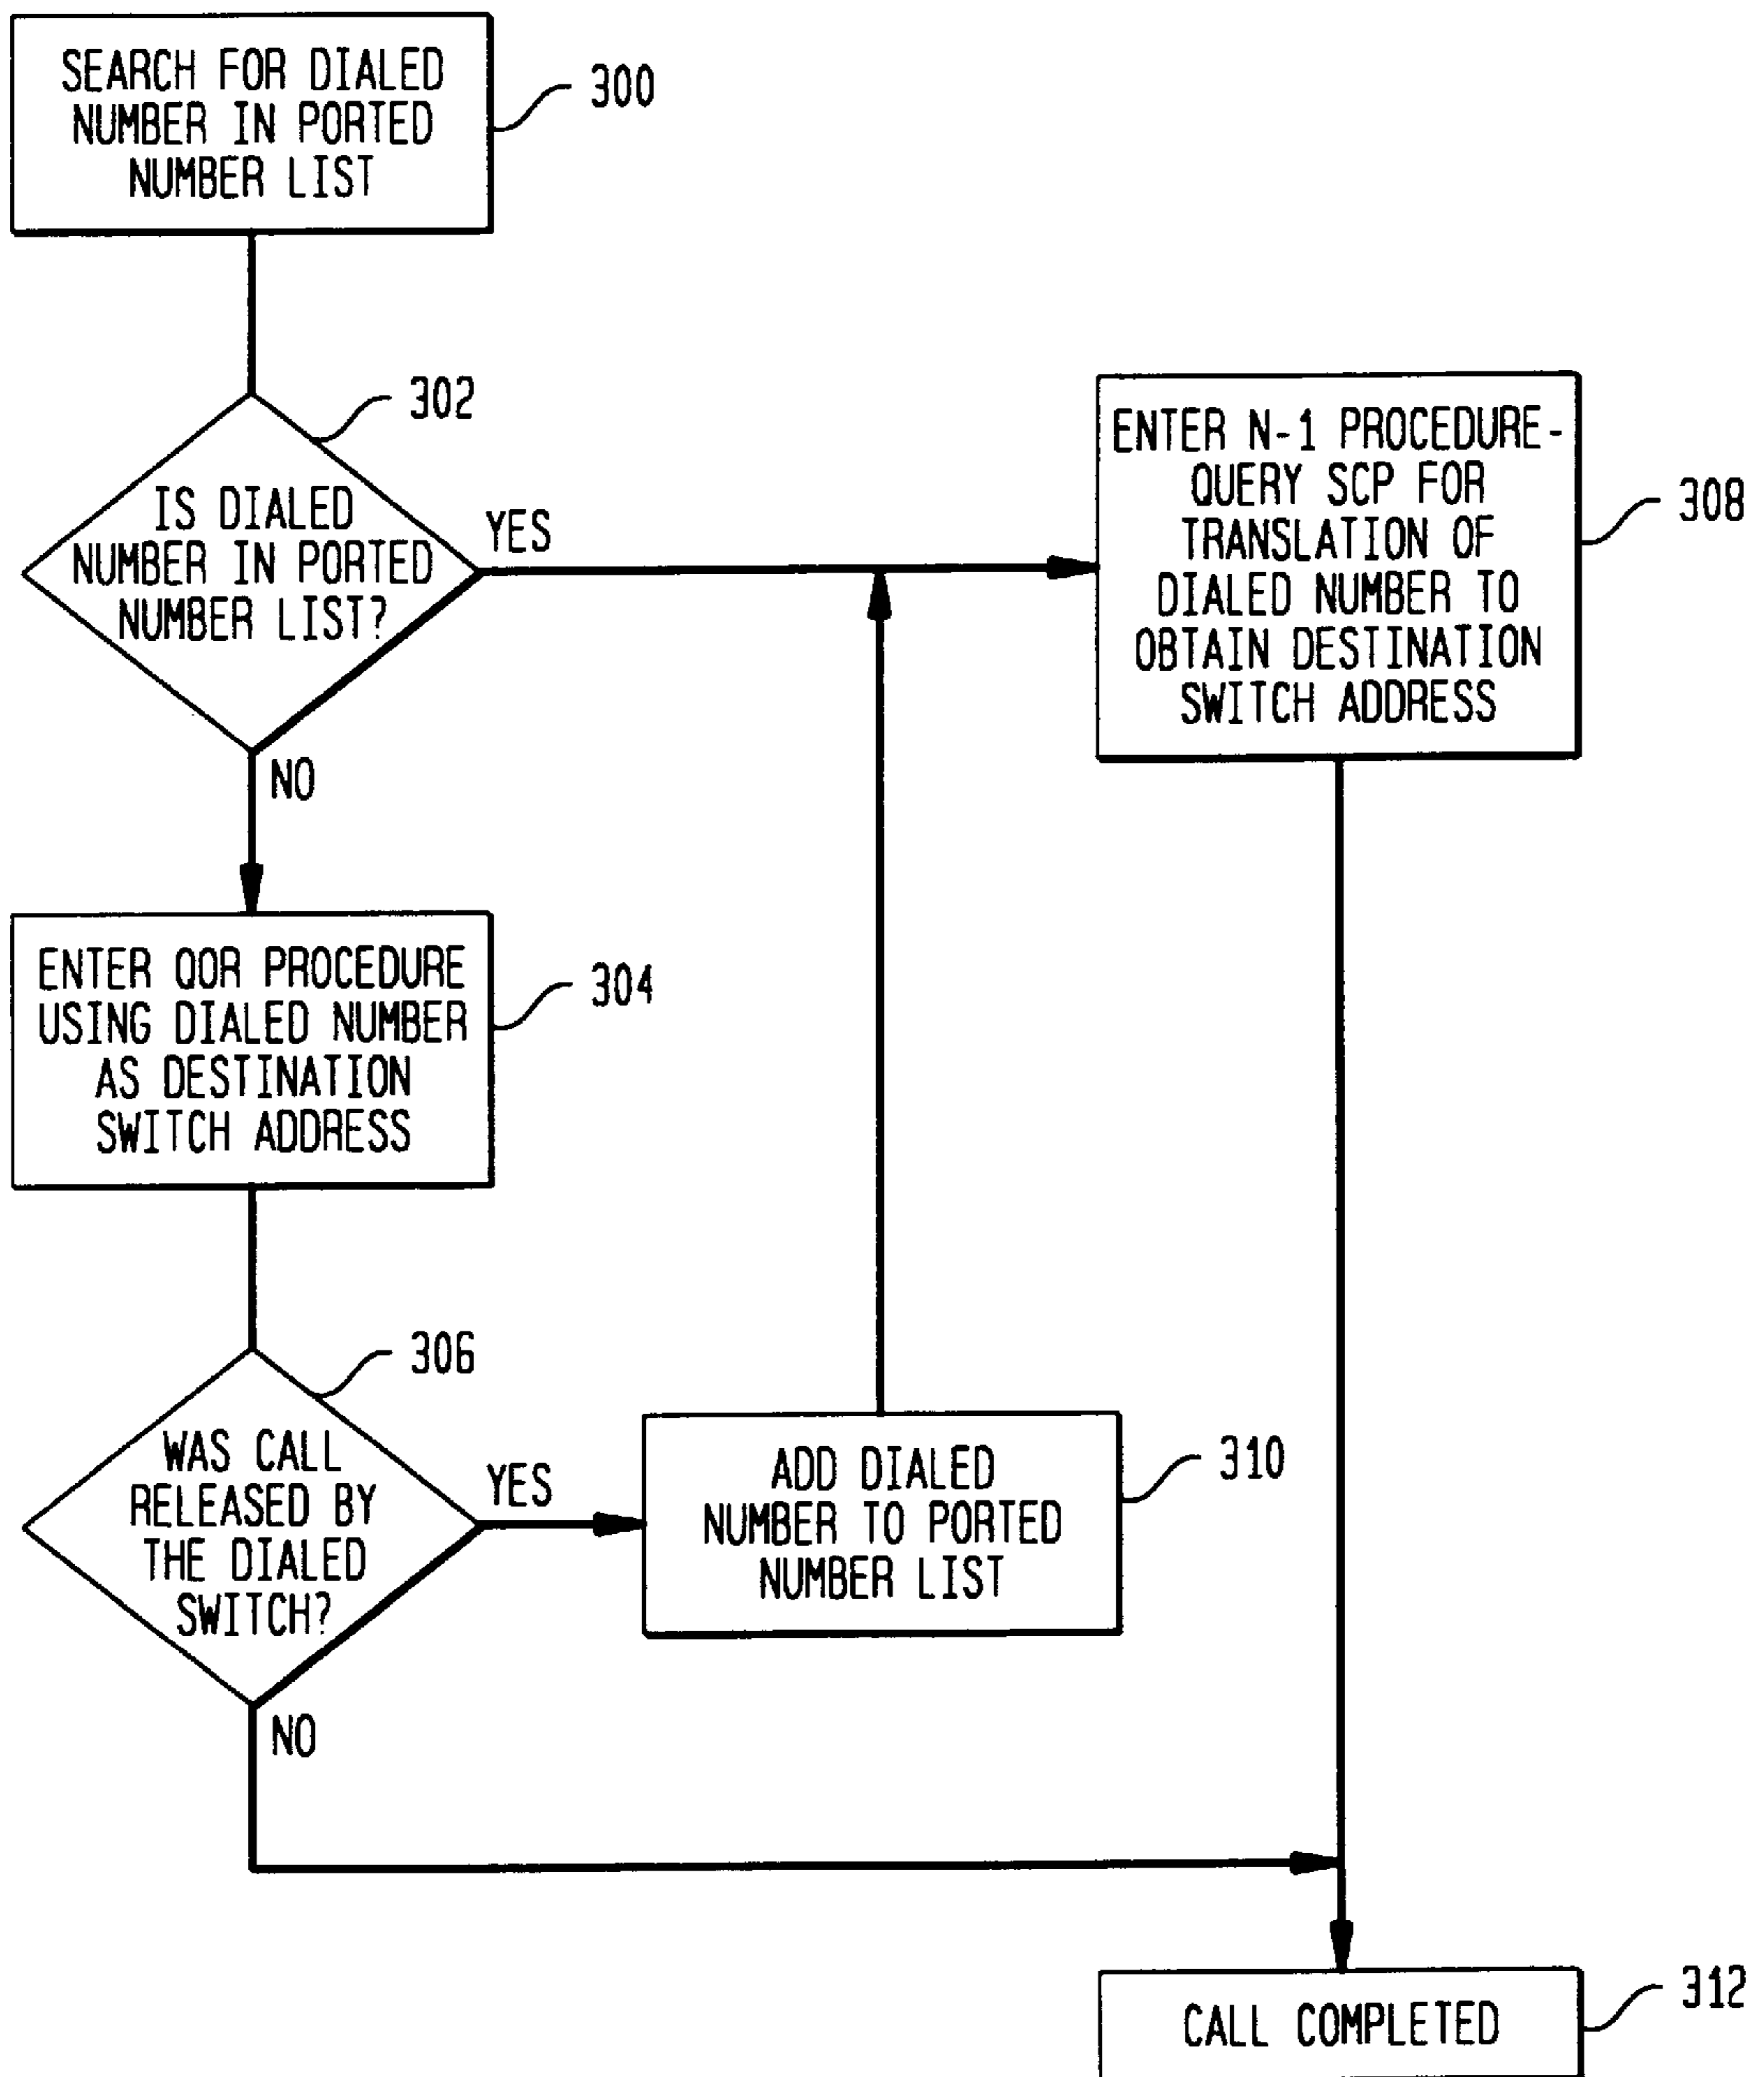 SEARCH FOR DIALED
NUMBER IN PORTED
NUMBER LIST
300
302
IS DIALED
NUMBER IN PORTED
NUMBER LIST?
YES
NO
ENTER N-1 PROCEDURE-
QUERY SCP FOR
TRANSLATION OF
DIALED NUMBER TO
OBTAIN DESTINATION
SWITCH ADDRESS
308
ENTER QOR PROCEDURE
USING DIALED NUMBER
AS DESTINATION
SWITCH ADDRESS
304
306
WAS CALL
RELEASED BY
THE DIALED
SWITCH?
YES
NO
ADD DIALED
NUMBER TO PORTED
NUMBER LIST
310
CALL COMPLETED
312